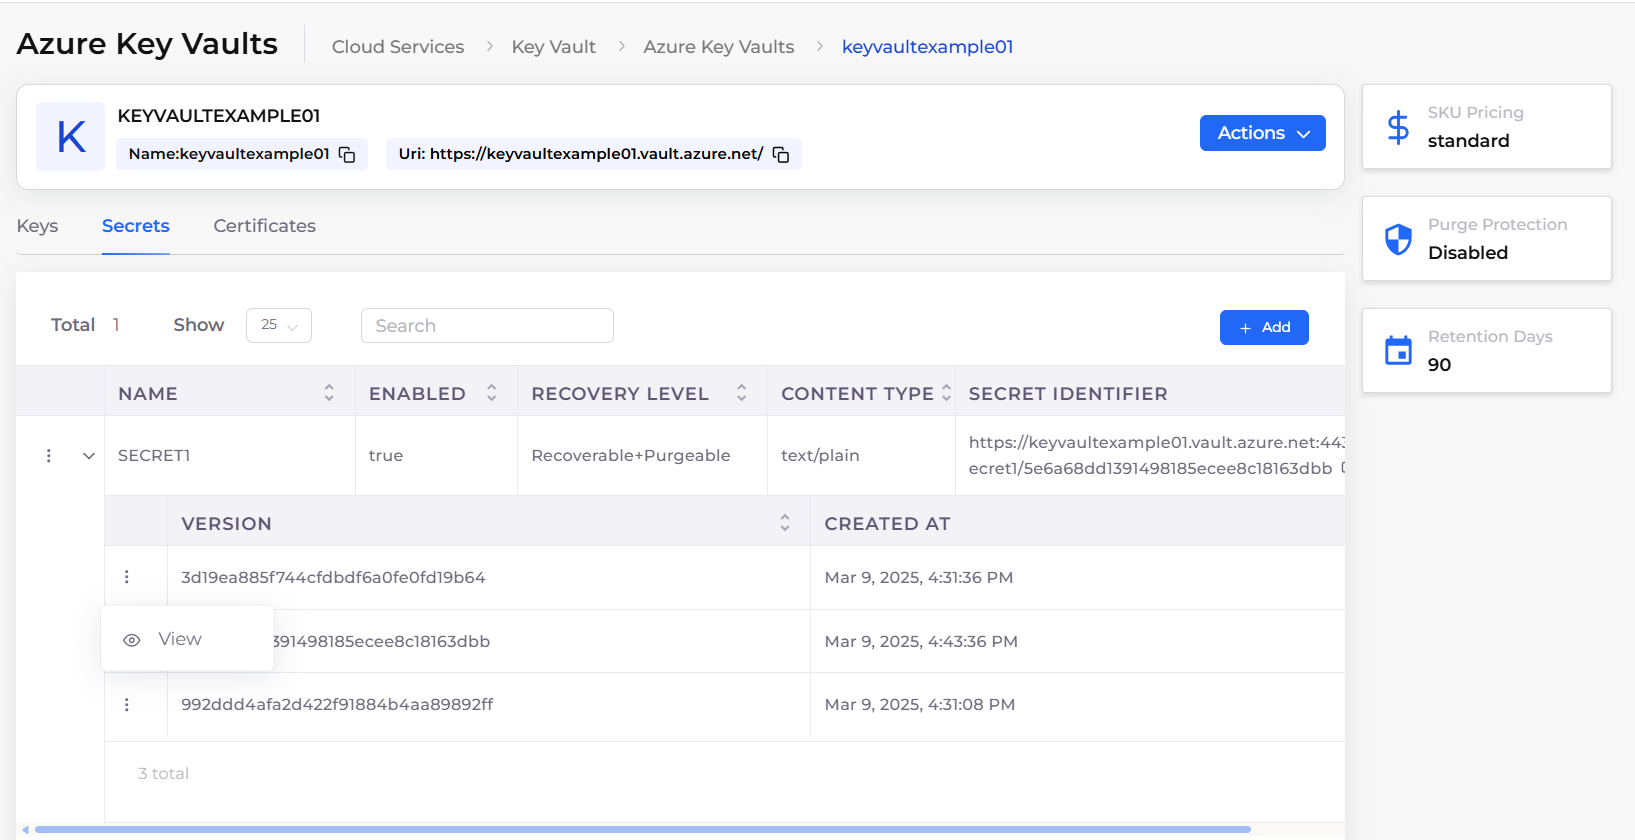 Azure Key Vaults
Cloud Services > Key Vault > Azure Key Vaults > keyvaultexample01
K
KEYVAULTEXAMPLE01
Name:keyvaultexample01
Uri: https://keyvaultexample01.vault.azure.net/
Actions
SKU Pricing
standard
Purge Protection
Disabled
Retention Days
90
Keys
Secrets
Certificates
Total 1
Show 25
Search
+ Add
NAME
ENABLED
RECOVERY LEVEL
CONTENT TYPE
SECRET IDENTIFIER
SECRET1
true
Recoverable+Purgeable
text/plain
https://keyvaultexample01.vault.azure.net:443
ecret1/5e6a68dd1391498185ecee8c18163dbb
VERSION
CREATED AT
3d19ea885f744cfdbdf6a0fe0fd19b64
Mar 9, 2025, 4:31:36 PM
View
391498185ecee8c18163dbb
Mar 9, 2025, 4:43:36 PM
992ddd4afa2d422f91884b4aa89892ff
Mar 9, 2025, 4:31:08 PM
3 total